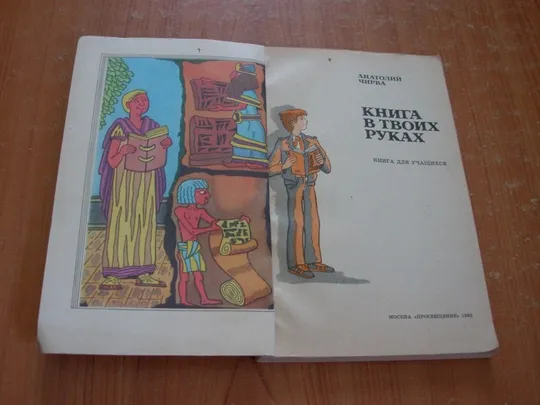 АНАТОЛИЙ
ЧИРВА
КНИГА
В ТВОИХ
РУКАХ
КНИГА ДЛЯ УЧАЩИХСЯ
МОСКВА «ПРОСВЕЩЕНИЕ»